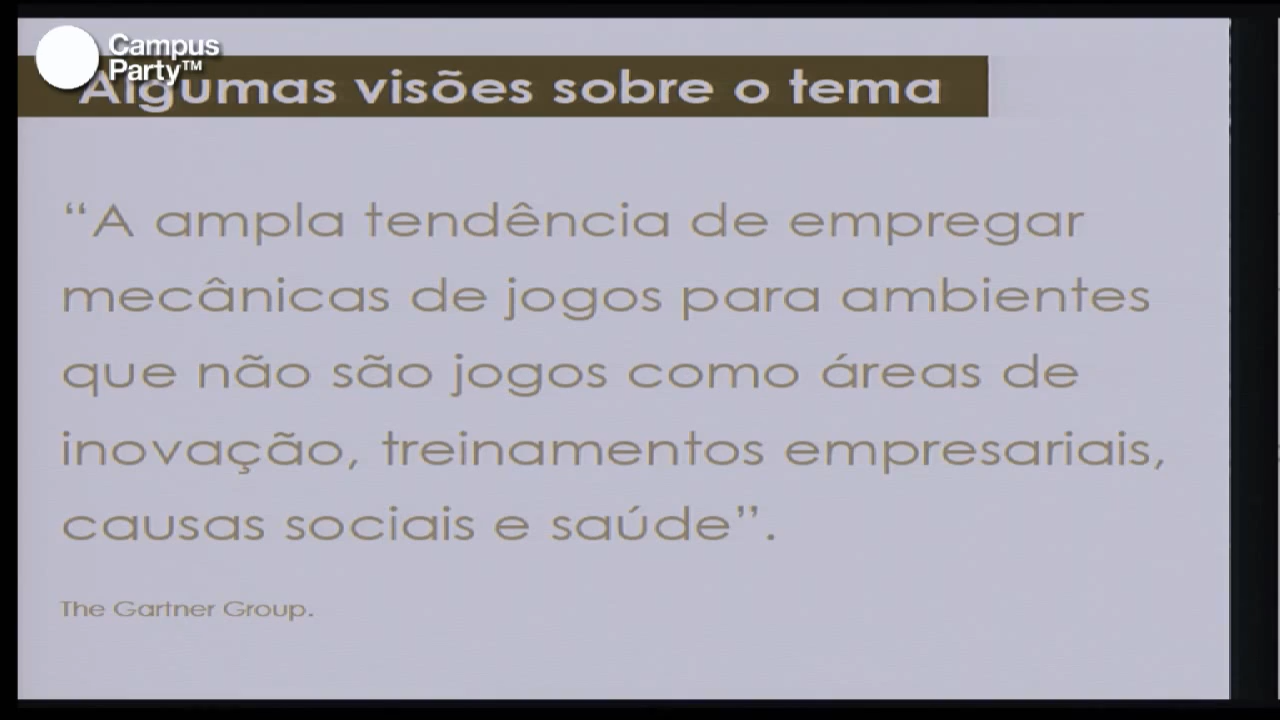 Campus
Party™
Algumas visões sobre o tema
“A ampla tendência de empregar
mecânicas de jogos para ambientes
que não são jogos como áreas de
inovação, treinamentos empresariais,
causas sociais e saúde”.
The Gartner Group.